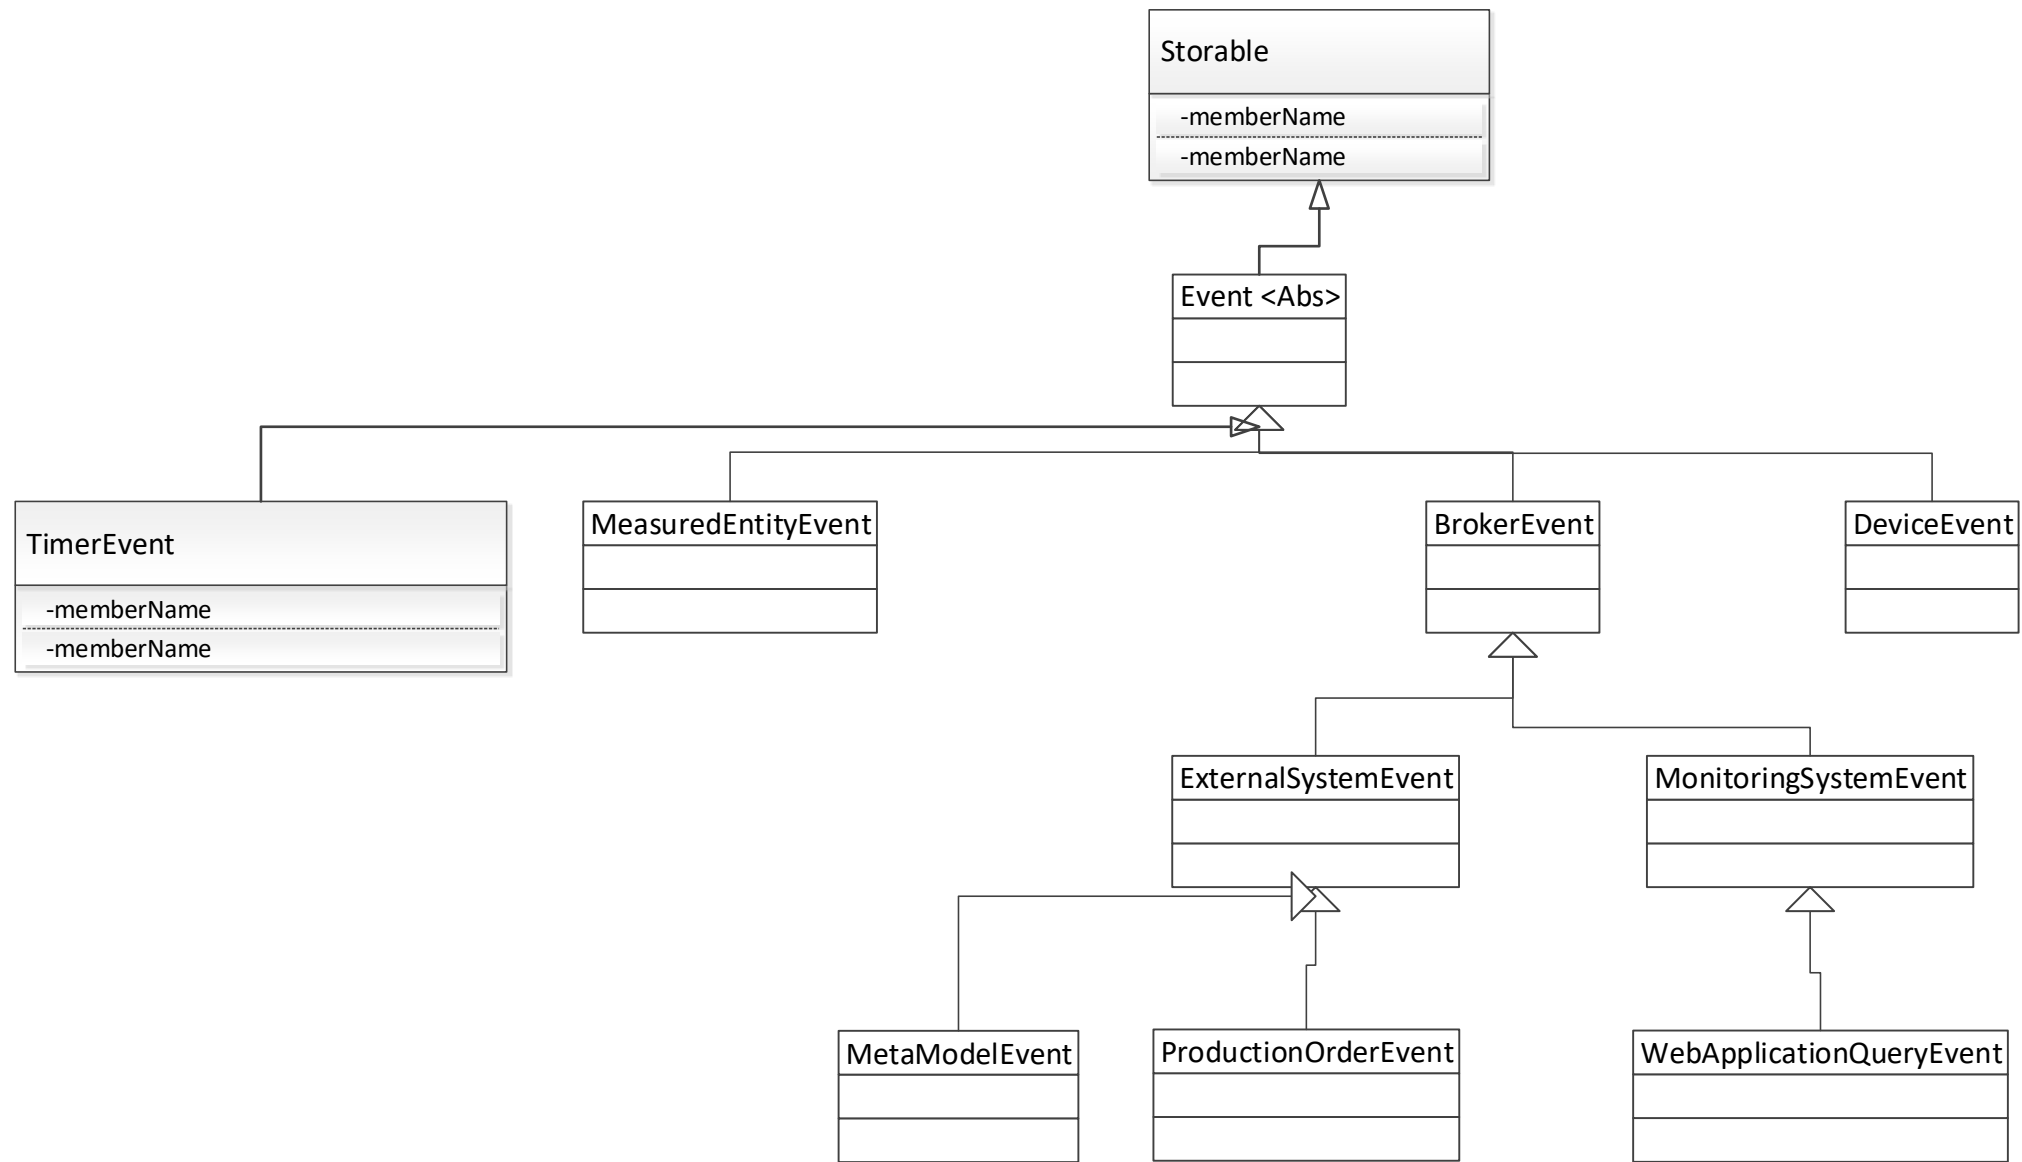 Storable
-memberName
-memberName
Event <Abs>
TimerEvent
-memberName
-memberName
MeasuredEntityEvent
BrokerEvent
DeviceEvent
ExternalSystemEvent
MonitoringSystemEvent
MetaModelEvent
ProductionOrderEvent
WebApplicationQueryEvent